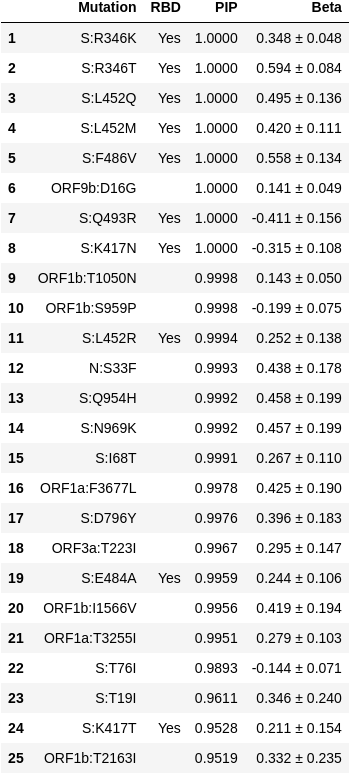 Mutation RBD PIP Beta
1 S:R346K Yes 1.0000 0.348 ± 0.048
2 S:R346T Yes 1.0000 0.594 ± 0.084
3 S:L452Q Yes 1.0000 0.495 ± 0.136
4 S:L452M Yes 1.0000 0.420 ± 0.111
5 S:F486V Yes 1.0000 0.558 ± 0.134
6 ORF9b:D16G 1.0000 0.141 ± 0.049
7 S:Q493R Yes 1.0000 -0.411 ± 0.156
8 S:K417N Yes 1.0000 -0.315 ± 0.108
9 ORF1b:T1050N 0.9998 0.143 ± 0.050
10 ORF1b:S959P 0.9998 -0.199 ± 0.075
11 S:L452R Yes 0.9994 0.252 ± 0.138
12 N:S33F 0.9993 0.438 ± 0.178
13 S:Q954H 0.9992 0.458 ± 0.199
14 S:N969K 0.9992 0.457 ± 0.199
15 S:I68T 0.9991 0.267 ± 0.110
16 ORF1a:F3677L 0.9978 0.425 ± 0.190
17 S:D796Y 0.9976 0.396 ± 0.183
18 ORF3a:T223I 0.9967 0.295 ± 0.147
19 S:E484A Yes 0.9959 0.244 ± 0.106
20 ORF1b:I1566V 0.9956 0.419 ± 0.194
21 ORF1a:T3255I 0.9951 0.279 ± 0.103
22 S:T76I 0.9893 -0.144 ± 0.071
23 S:T19I 0.9611 0.346 ± 0.240
24 S:K417T Yes 0.9528 0.211 ± 0.154
25 ORF1b:T2163I 0.9519 0.332 ± 0.235